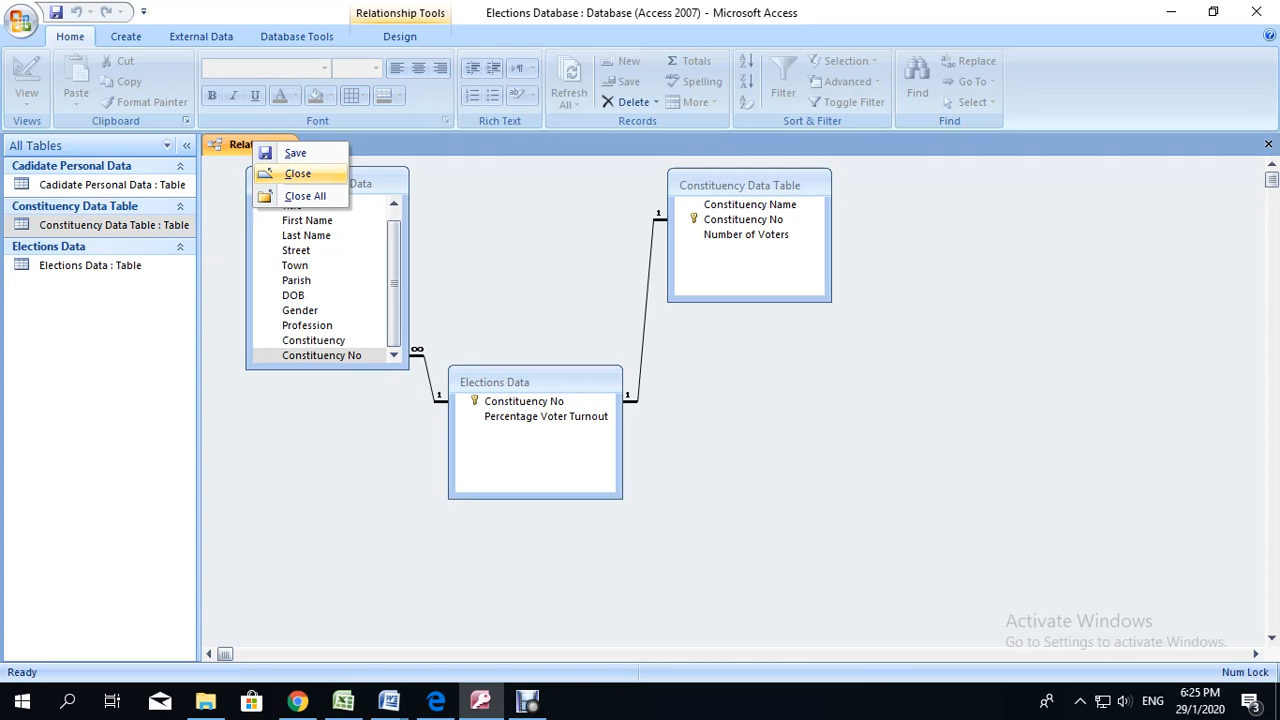 Relationship Tools
Elections Database : Database (Access 2007) - Microsoft Access
Home
Create
External Data
Database Tools
Design
View
Views
Paste
Cut
Copy
Format Painter
Clipboard
B I U A
Font
Rich Text
Refresh
All
New
Save
Delete
Totals
Spelling
More
Records
Filter
Selection
Advanced
Toggle Filter
Sort & Filter
Find
Replace
Go To
Select
Find
All Tables
Cadidate Personal Data
Cadidate Personal Data : Table
Constituency Data Table
Constituency Data Table : Table
Elections Data
Elections Data : Table
Save
Close
Close All
Data
First Name
Last Name
Street
Town
Parish
DOB
Gender
Profession
Constituency
Constituency No
∞
1
Elections Data
Constituency No
Percentage Voter Turnout
1
1
Constituency Data Table
Constituency Name
Constituency No
Number of Voters
Activate Windows
Go to Settings to activate Windows.
Ready
Num Lock
ENG
6:25 PM
29/1/2020
3